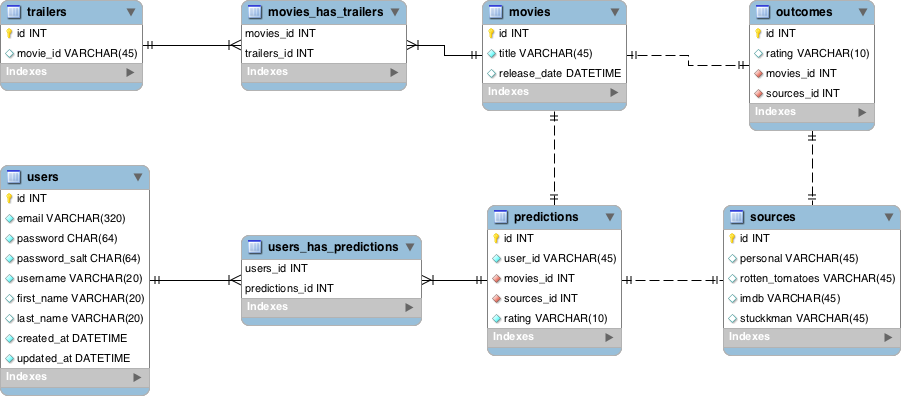 trailers
id INT
movie_id VARCHAR(45)
Indexes
movies_has_trailers
movies_id INT
trailers_id INT
Indexes
movies
id INT
title VARCHAR(45)
release_date DATETIME
Indexes
outcomes
id INT
rating VARCHAR(10)
movies_id INT
sources_id INT
Indexes
users
id INT
email VARCHAR(320)
password CHAR(64)
password_salt CHAR(64)
username VARCHAR(20)
first_name VARCHAR(20)
last_name VARCHAR(20)
created_at DATETIME
updated_at DATETIME
Indexes
users_has_predictions
users_id INT
predictions_id INT
Indexes
predictions
id INT
user_id VARCHAR(45)
movies_id INT
sources_id INT
rating VARCHAR(10)
Indexes
sources
id INT
personal VARCHAR(45)
rotten_tomatoes VARCHAR(45)
imdb VARCHAR(45)
stuckkman VARCHAR(45)
Indexes